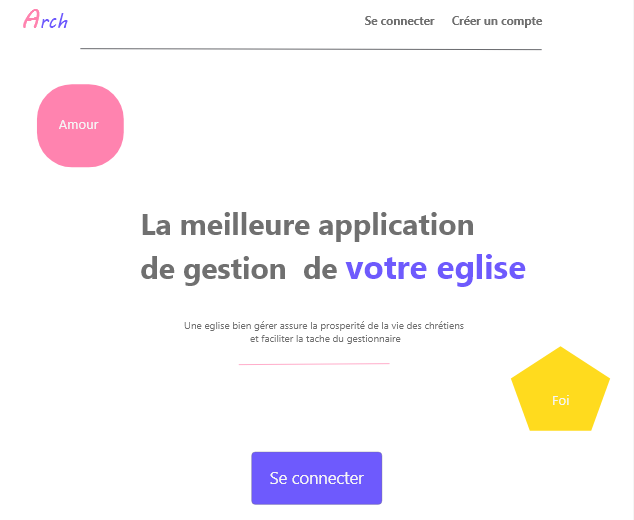 Arch
Se connecter
Créer un compte
Amour
La meilleure application
de gestion de votre eglise
Une eglise bien gérer assure la prosperité de la vie des chrétiens
et faciliter la tache du gestionnaire
Foi
Se connecter